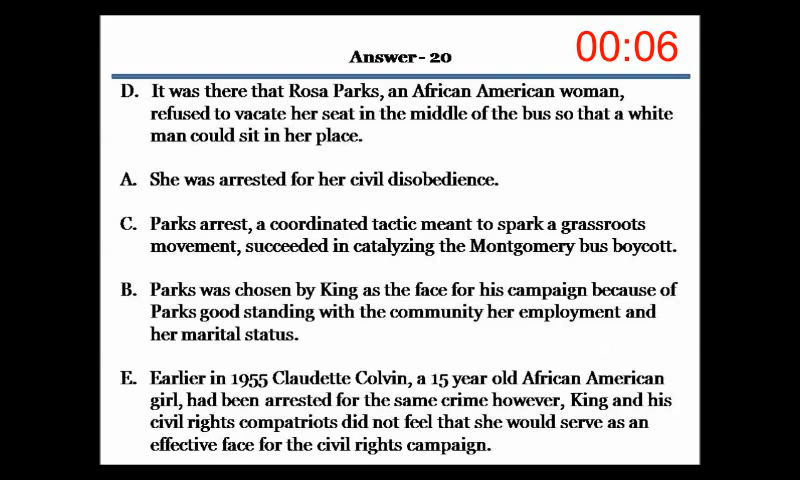 00:06
Answer - 20
D. It was there that Rosa Parks, an African American woman,
refused to vacate her seat in the middle of the bus so that a white
man could sit in her place.
A. She was arrested for her civil disobedience.
C. Parks arrest, a coordinated tactic meant to spark a grassroots
movement, succeeded in catalyzing the Montgomery bus boycott.
B. Parks was chosen by King as the face for his campaign because of
Parks good standing with the community her employment and
her marital status.
E. Earlier in 1955 Claudette Colvin, a 15 year old African American
girl, had been arrested for the same crime however, King and his
civil rights compatriots did not feel that she would serve as an
effective face for the civil rights campaign.